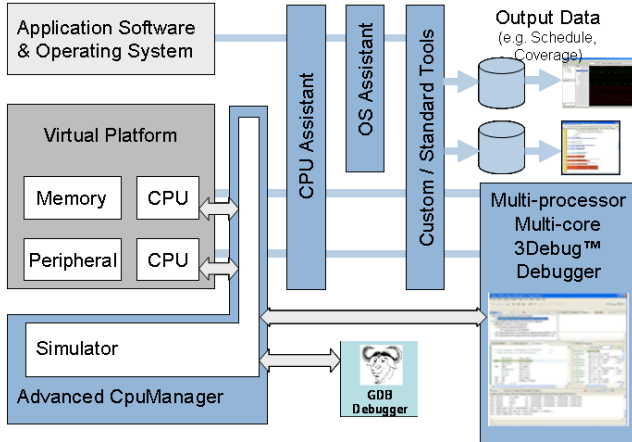 Application Software
& Operating System
Output Data
(e.g. Schedule,
Coverage)
CPU Assistant
OS Assistant
Custom / Standard Tools
Virtual Platform
Memory
CPU
Peripheral
CPU
Multi-processor
Multi-core
3Debug™
Debugger
Simulator
Advanced CpuManager
GDB
Debugger